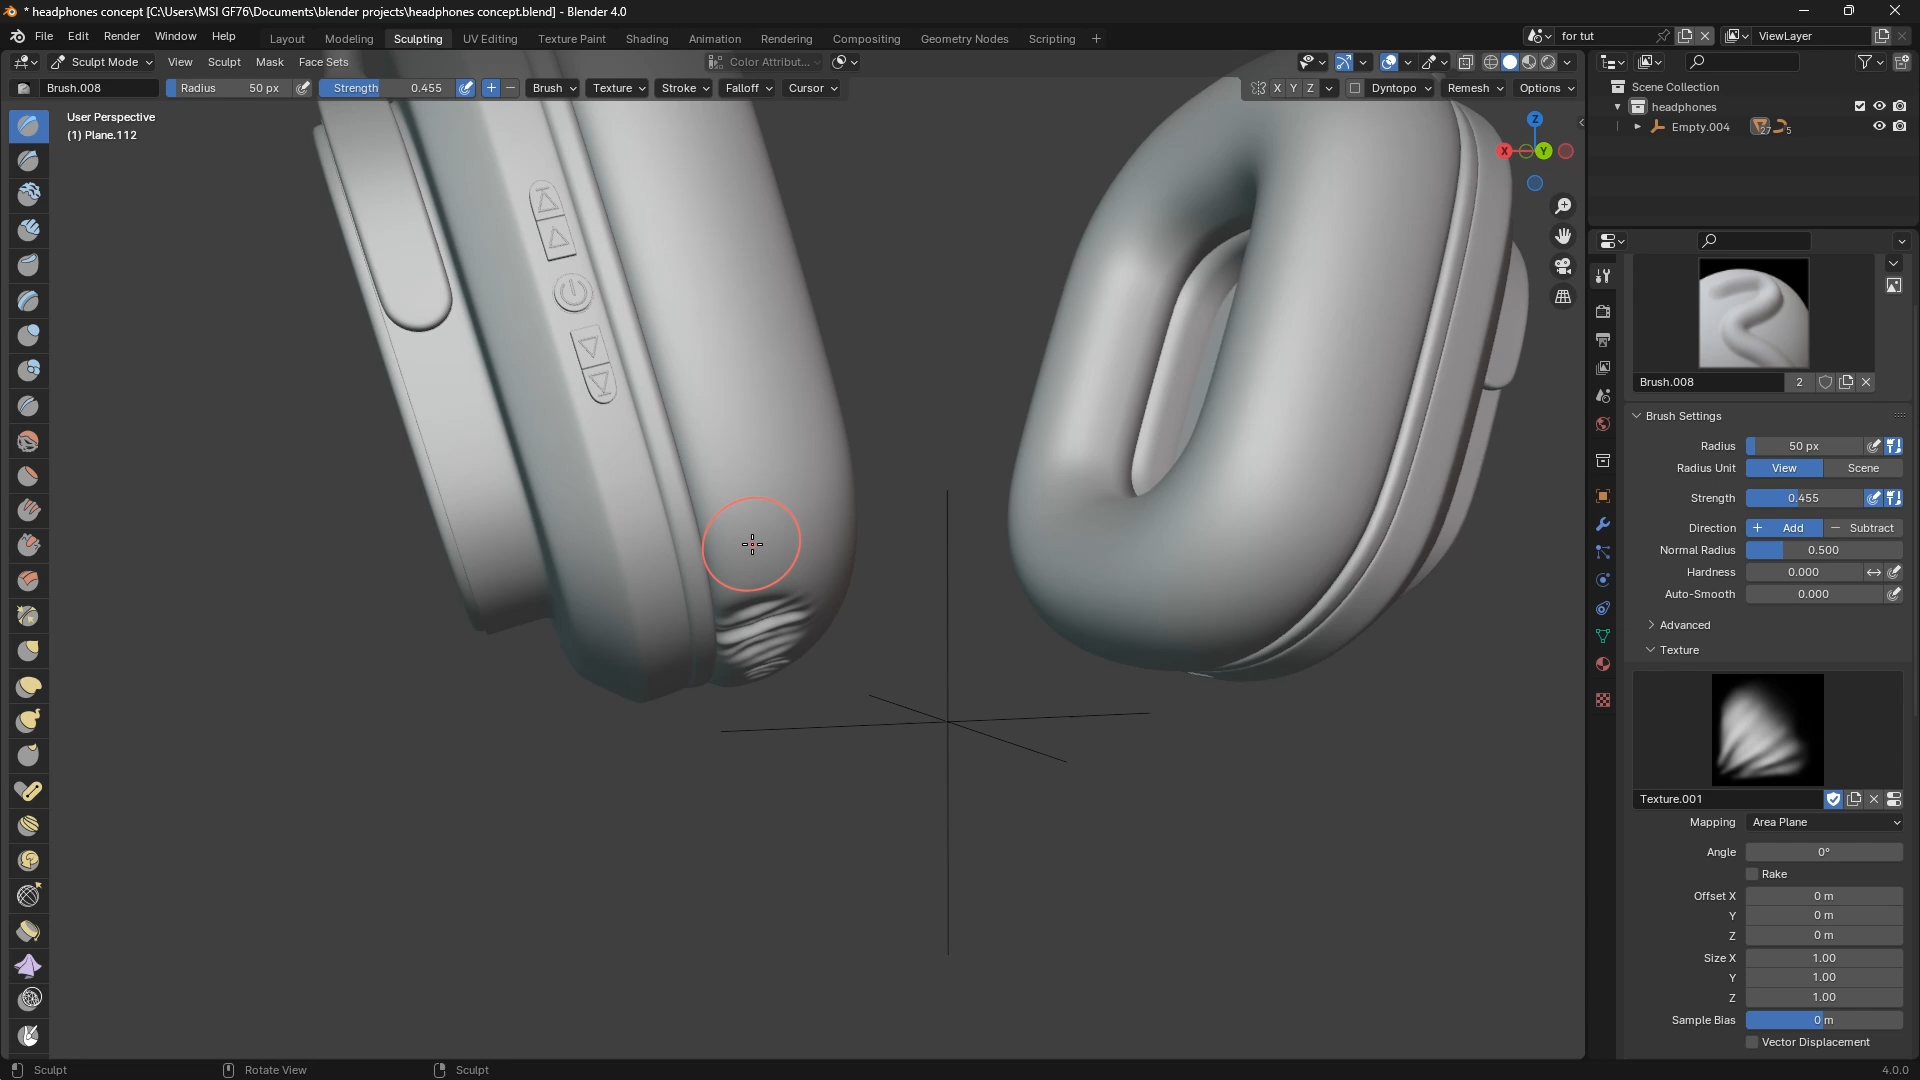 * headphones concept [C:\Users\MSI GF76\Documents\blender projects\headphones concept.blend] - Blender 4.0
File Edit Render Window Help Layout Modeling Sculpting UV Editing Texture Paint Shading Animation Rendering Compositing Geometry Nodes Scripting + for tut ViewLayer
Sculpt Mode View Sculpt Mask Face Sets Color Attribut...
Brush.008 Radius 50 px Strength 0.455 Brush Texture Stroke Falloff Cursor X Y Z Dyntopo Remesh Options
User Perspective
(1) Plane.112
Z
X Y
Scene Collection
headphones
Empty.004 27 5
Brush.008 2
Brush Settings
Radius 50 px
Radius Unit View Scene
Strength 0.455
Direction + Add − Subtract
Normal Radius 0.500
Hardness 0.000
Auto-Smooth 0.000
Advanced
Texture
Texture.001
Mapping Area Plane
Angle 0°
Rake
Offset X 0 m
Y 0 m
Z 0 m
Size X 1.00
Y 1.00
Z 1.00
Sample Bias 0 m
Vector Displacement
Sculpt Rotate View Sculpt 4.0.0